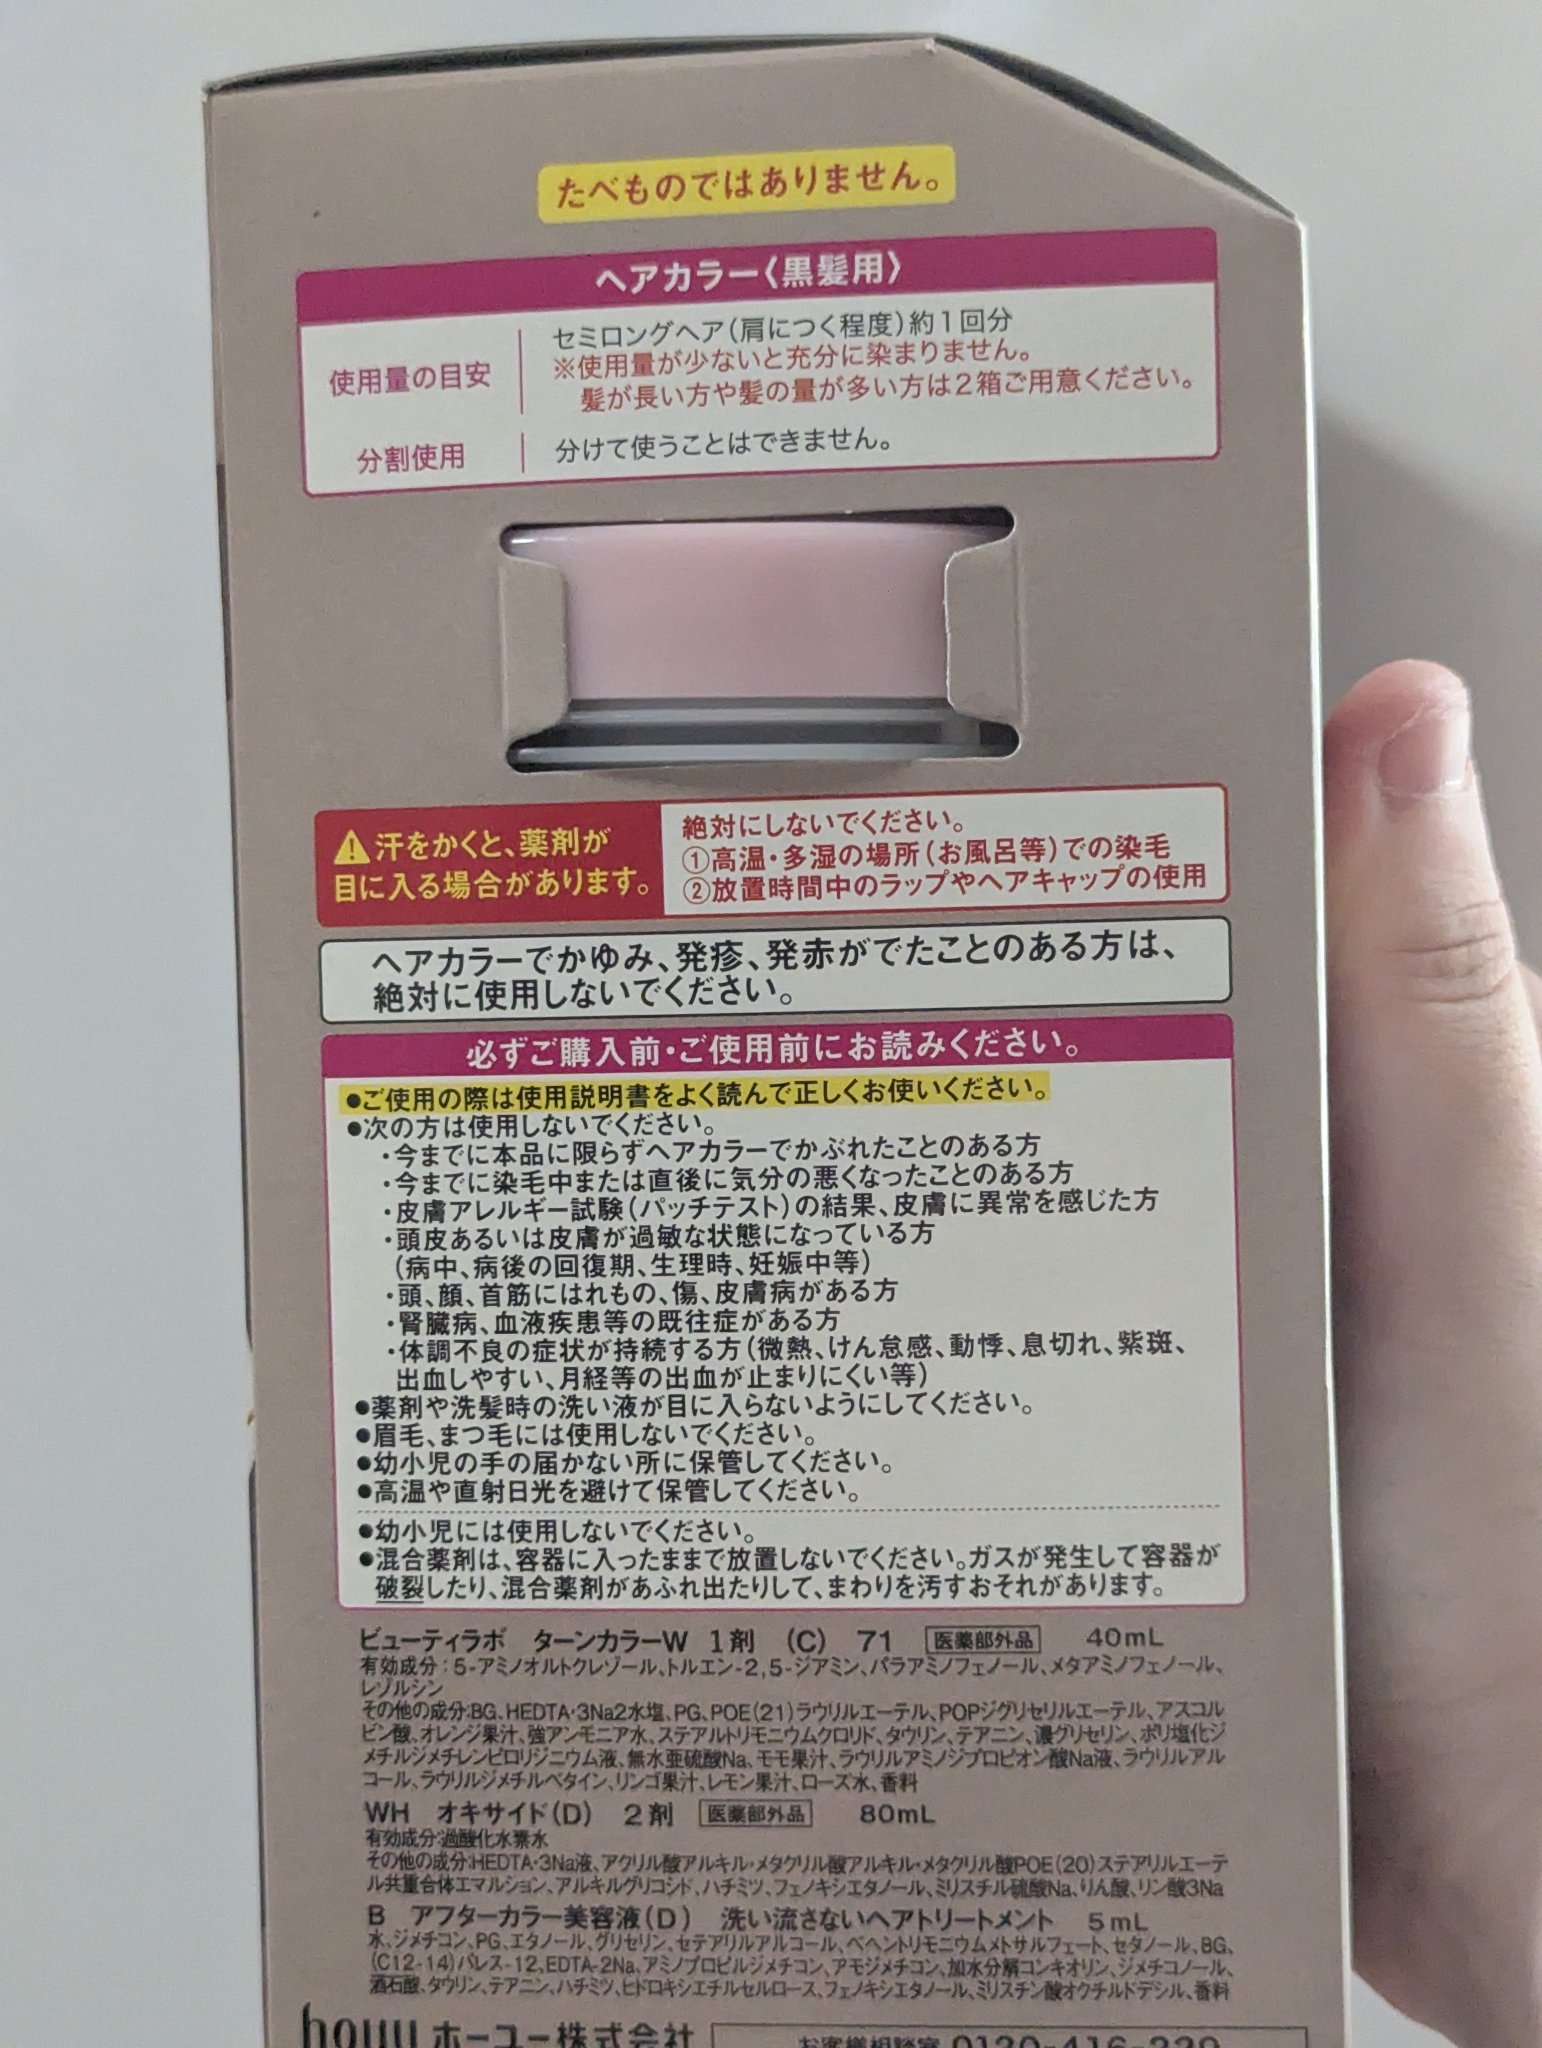 たべものではありません。
ヘアカラー〈黒髪用〉
使用量の目安
セミロングヘア(肩につく程度)約1回分
※使用量が少ないと充分に染まりません。
髪が長い方や髪の量が多い方は2箱ご用意ください。
分割使用
分けて使うことはできません。
⚠汗をかくと、薬剤が
目に入る場合があります。
絶対にしないでください。
①高温・多湿の場所(お風呂等)での染毛
②放置時間中のラップやヘアキャップの使用
ヘアカラーでかゆみ、発疹、発赤がでたことのある方は、
絶対に使用しないでください。
必ずご購入前・ご使用前にお読みください。
●ご使用の際は使用説明書をよく読んで正しくお使いください。
●次の方は使用しないでください。
・今までに本品に限らずヘアカラーでかぶれたことのある方
・今までに染毛中または直後に気分の悪くなったことのある方
・皮膚アレルギー試験(パッチテスト)の結果、皮膚に異常を感じた方
・頭皮あるいは皮膚が過敏な状態になっている方
(病中、病後の回復期、生理時、妊娠中等)
・頭、顔、首筋にはれもの、傷、皮膚病がある方
・腎臓病、血液疾患等の既往症がある方
・体調不良の症状が持続する方(微熱、けん怠感、動悸、息切れ、紫斑、
出血しやすい、月経等の出血が止まりにくい等)
●薬剤や洗髪時の洗い液が目に入らないようにしてください。
●眉毛、まつ毛には使用しないでください。
●幼小児の手の届かない所に保管してください。
●高温や直射日光を避けて保管してください。
●幼小児には使用しないでください。
●混合薬剤は、容器に入ったままで放置しないでください。ガスが発生して容器が
破裂したり、混合薬剤があふれ出たりして、まわりを汚すおそれがあります。
ビューティラボ ターンカラーW 1剤 (C) 71 医薬部外品 40mL
有効成分:5-アミノオルトクレゾール、トルエン-2,5-ジアミン、パラアミノフェノール、メタアミノフェノール、
レゾルシン
その他の成分:BG、HEDTA・3Na2水塩、PG、POE(21)ラウリルエーテル、POPジグリセリルエーテル、アスコル
ビン酸、オレンジ果汁、強アンモニア水、ステアルトリモニウムクロリド、タウリン、テアニン、濃グリセリン、ポリ塩化ジ
メチルジメチレンピロリジニウム液、無水亜硫酸Na、モモ果汁、ラウリルアミノジプロピオン酸Na液、ラウリルアル
コール、ラウリルジメチルベタイン、リンゴ果汁、レモン果汁、ローズ水、香料
WH オキサイド(D) 2剤 医薬部外品 80mL
有効成分:過酸化水素水
その他の成分:HEDTA・3Na液、アクリル酸アルキル・メタクリル酸アルキル・メタクリル酸POE(20)ステアリルエーテ
ル共重合体エマルション、アルキルグリコシド、ハチミツ、フェノキシエタノール、ミリスチル硫酸Na、りん酸、リン酸3Na
B アフターカラー美容液(D) 洗い流さないヘアトリートメント 5mL
水、ジメチコン、PG、エタノール、グリセリン、セテアリルアルコール、ベヘントリモニウムメトサルフェート、セタノール、BG、
(C12-14)パレス-12、EDTA-2Na、アミノプロピルジメチコン、アモジメチコン、加水分解コンキオリン、ジメチコノール、
酒石酸、タウリン、テアニン、ハチミツ、ヒドロキシエチルセルロース、フェノキシエタノール、ミリスチン酸オクチルドデシル、香料
hoyu ホーユー株式会社
お客様相談室 0120-416-229